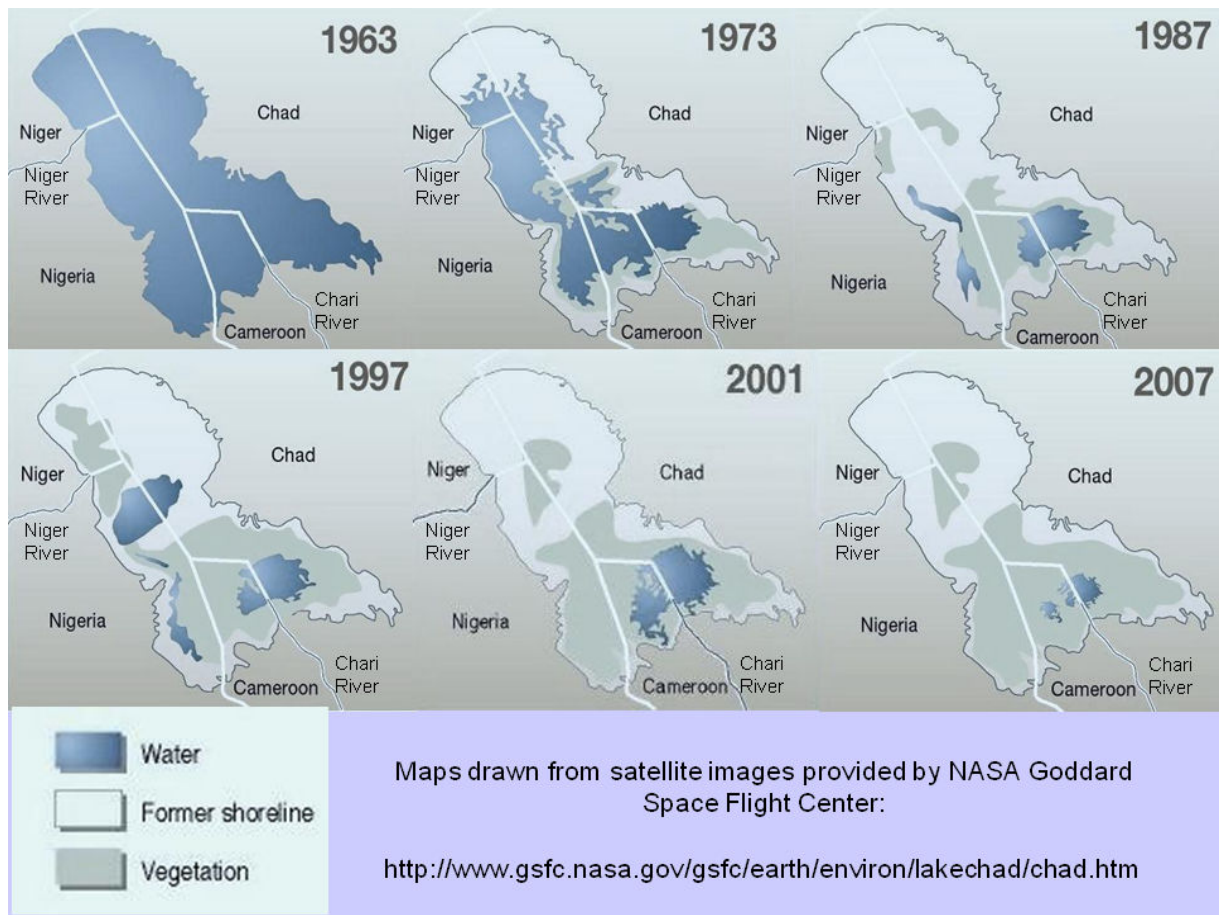 1963
Chad
Niger
Niger
River
Nigeria
Chari
River
Cameroon
1973
Chad
Niger
Niger
River
Nigeria
Chari
River
Cameroon
1987
Chad
Niger
Niger
River
Nigeria
Chari
River
Cameroon
1997
Chad
Niger
Niger
River
Nigeria
Chari
River
Cameroon
2001
Chad
Niger
Niger
River
Nigeria
Chari
River
Cameroon
2007
Chad
Niger
Niger
River
Nigeria
Chari
River
Cameroon
Water
Former shoreline
Vegetation
Maps drawn from satellite images provided by NASA Goddard
Space Flight Center:
http://www.gsfc.nasa.gov/gsfc/earth/environ/lakechad/chad.htm